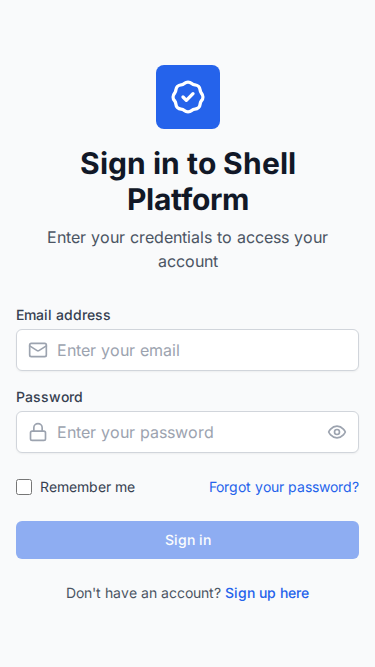 Sign in to Shell
Platform
Enter your credentials to access your
account
Email address
Enter your email
Password
Enter your password
Remember me
Forgot your password?
Sign in
Don't have an account? Sign up here